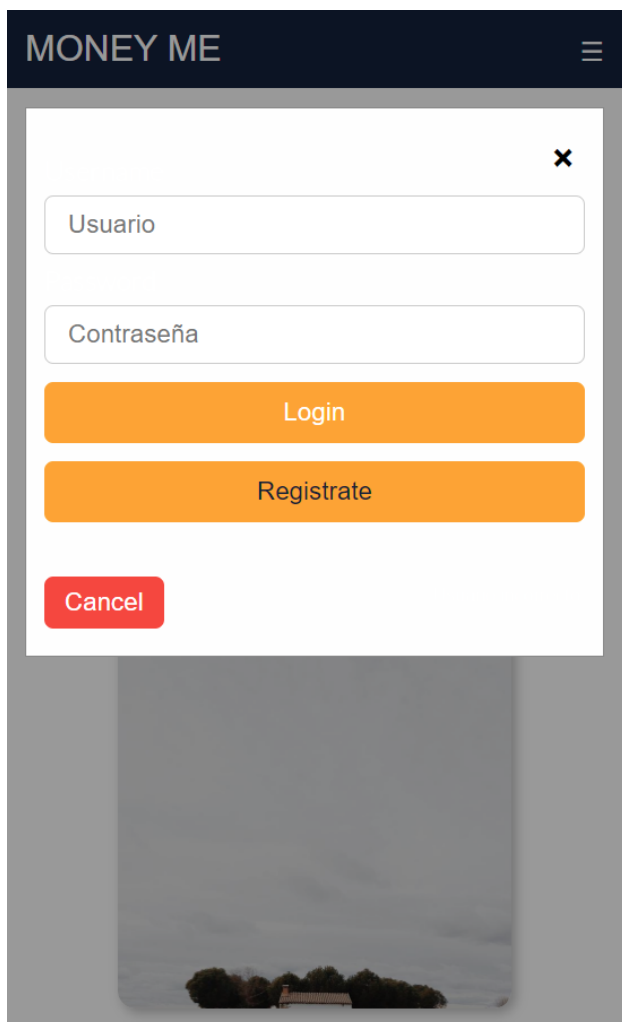 MONEY ME
Usuario
Contraseña
Login
Registrate
Cancel